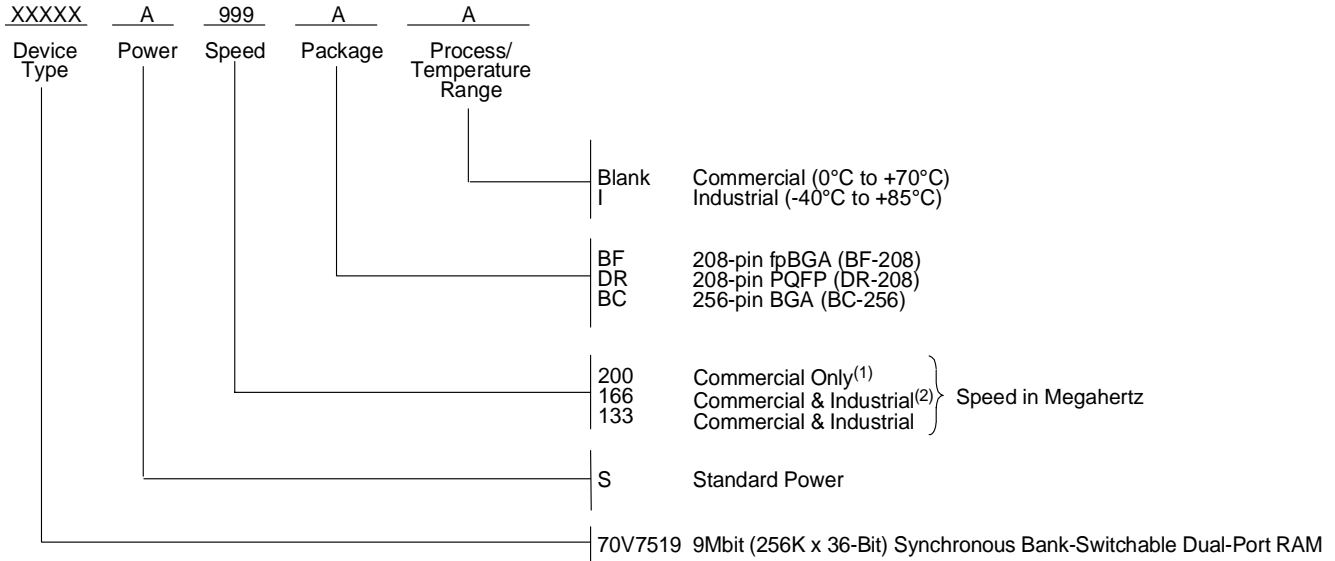 XXXXX A 999 A A
Device Type Power Speed Package Process/ Temperature Range
Blank Commercial (0°C to +70°C)
I Industrial (-40°C to +85°C)
BF 208-pin fpBGA (BF-208)
DR 208-pin PQFP (DR-208)
BC 256-pin BGA (BC-256)
200 Commercial Only(1)
166 Commercial & Industrial(2)
133 Commercial & Industrial
Speed in Megahertz
S Standard Power
70V7519 9Mbit (256K x 36-Bit) Synchronous Bank-Switchable Dual-Port RAM